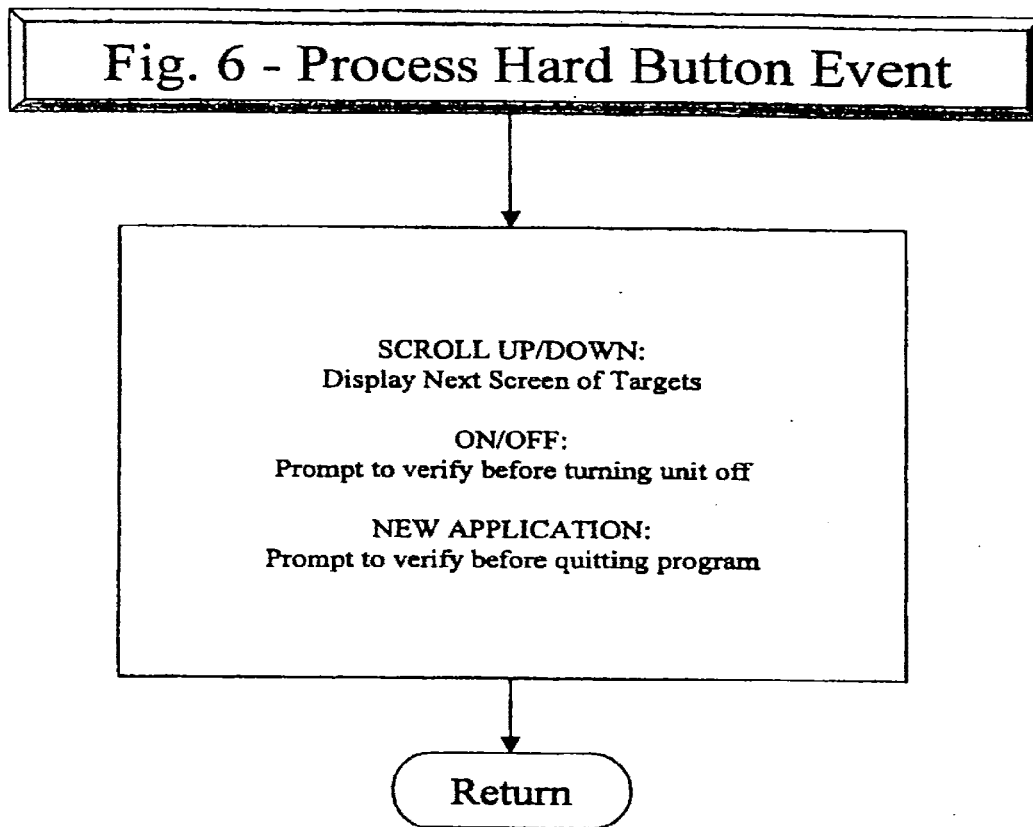 Fig. 6 - Process Hard Button Event
SCROLL UP/DOWN:
Display Next Screen of Targets
ON/OFF:
Prompt to verify before turning unit off
NEW APPLICATION:
Prompt to verify before quitting program
Return